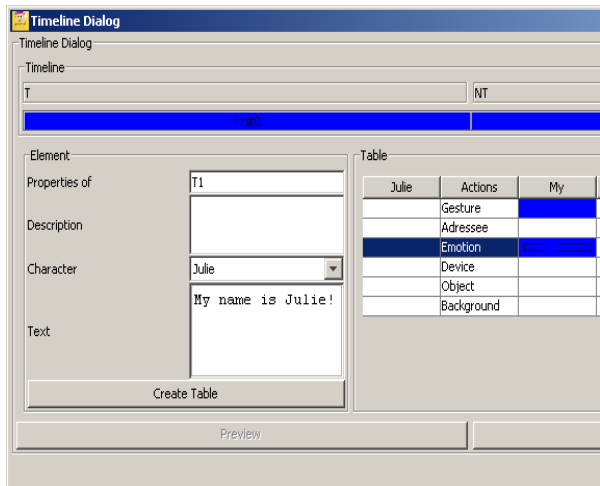 Timeline Dialog
Timeline Dialog
Timeline
T NT
first0
Element
Properties of T1
Description
Character Julie
Text My name is Julie!
Create Table
Table
Julie Actions My
Gesture
Adressee
Emotion
Device
Object
Background
Preview